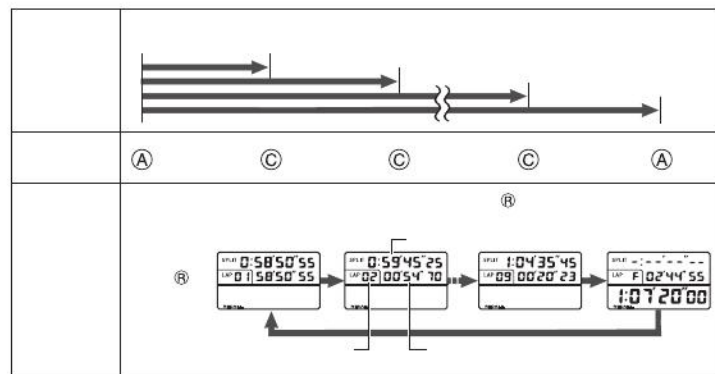 Ⓐ Ⓒ Ⓒ Ⓒ Ⓐ
Ⓡ
Ⓡ
SPLIT 0:58'50"55
LAP 01 58'50"55
SPLIT 0:59'45"25
LAP 02 00'54"70
SPLIT 1:04'35"45
LAP 09 00'20"23
SPLIT -:--'--"--
LAP F 02'44"55
1:07'20"00